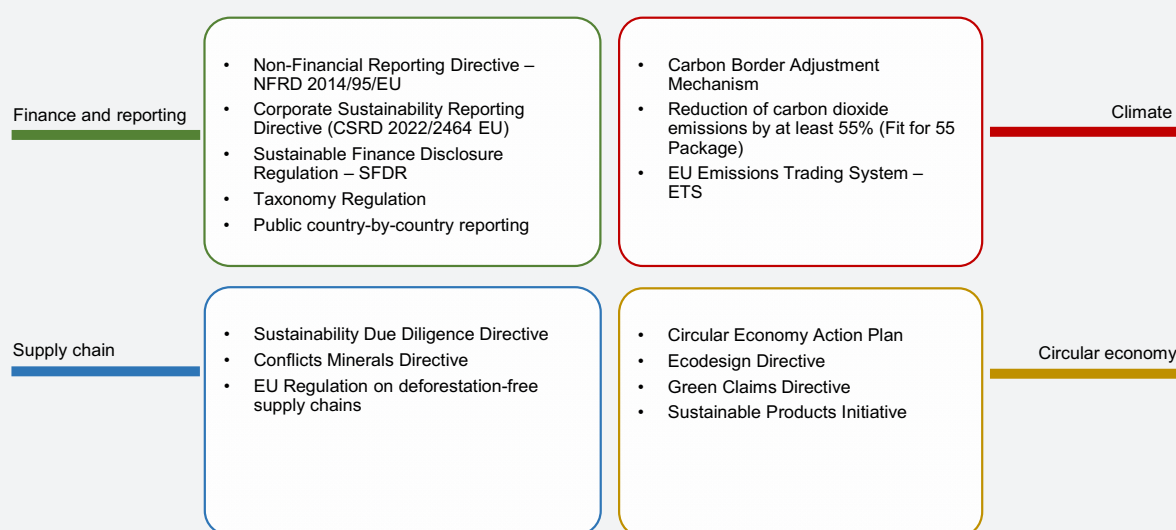 Finance and reporting
• Non-Financial Reporting Directive –
NFRD 2014/95/EU
• Corporate Sustainability Reporting
Directive (CSRD 2022/2464 EU)
• Sustainable Finance Disclosure
Regulation – SFDR
• Taxonomy Regulation
• Public country-by-country reporting
Climate
• Carbon Border Adjustment
Mechanism
• Reduction of carbon dioxide
emissions by at least 55% (Fit for 55
Package)
• EU Emissions Trading System –
ETS
Supply chain
• Sustainability Due Diligence Directive
• Conflicts Minerals Directive
• EU Regulation on deforestation-free
supply chains
Circular economy
• Circular Economy Action Plan
• Ecodesign Directive
• Green Claims Directive
• Sustainable Products Initiative